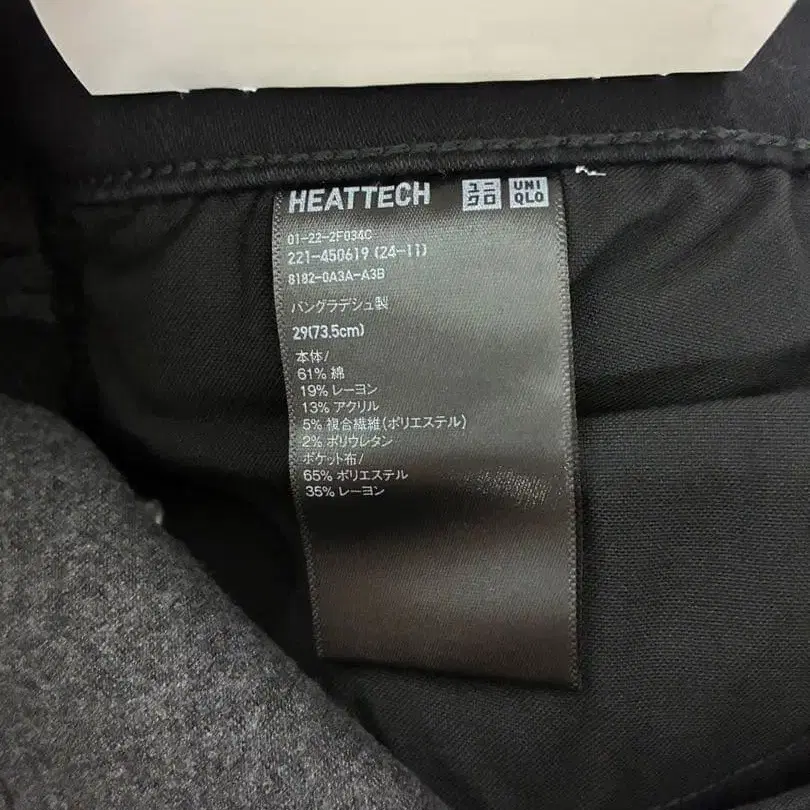 HEATTECH ユニクロ UNIQLO
01-22-2F034C
221-450619 (24-11)
8182-0A3A-A3B
バングラデシュ製
29(73.5cm)
本体/
61% 綿
19% レーヨン
13% アクリル
5% 複合繊維(ポリエステル)
2% ポリウレタン
ポケット布/
65% ポリエステル
35% レーヨン